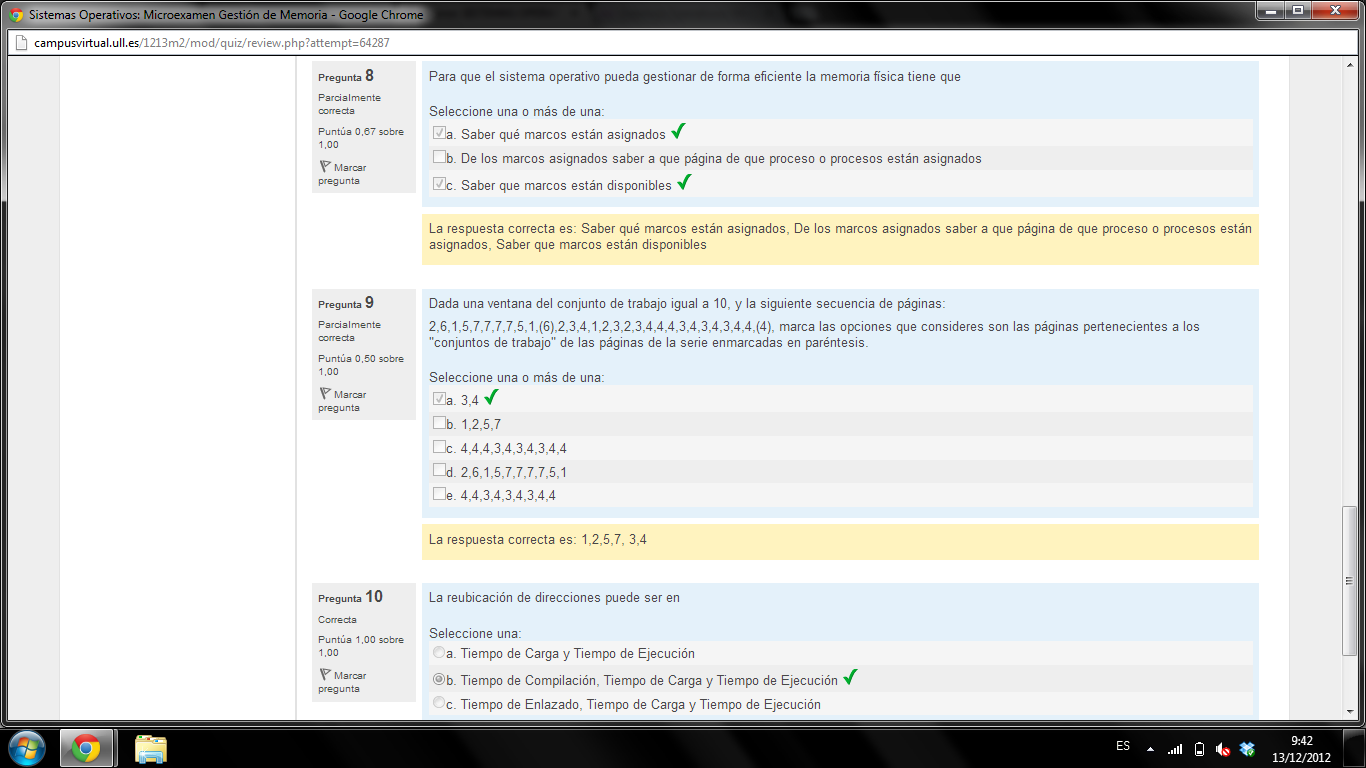 Sistemas Operativos: Microexamen Gestión de Memoria - Google Chrome
campusvirtual.ull.es/1213m2/mod/quiz/review.php?attempt=64287
Pregunta 8
Parcialmente
correcta
Puntúa 0,67 sobre
1,00
Marcar
pregunta
Para que el sistema operativo pueda gestionar de forma eficiente la memoria física tiene que
Seleccione una o más de una:
a. Saber qué marcos están asignados
b. De los marcos asignados saber a que página de que proceso o procesos están asignados
c. Saber que marcos están disponibles
La respuesta correcta es: Saber qué marcos están asignados, De los marcos asignados saber a que página de que proceso o procesos están
asignados, Saber que marcos están disponibles
Pregunta 9
Parcialmente
correcta
Puntúa 0,50 sobre
1,00
Marcar
pregunta
Dada una ventana del conjunto de trabajo igual a 10, y la siguiente secuencia de páginas:
2,6,1,5,7,7,7,7,5,1,(6),2,3,4,1,2,3,2,3,4,4,4,3,4,3,4,3,4,4,(4), marca las opciones que consideres son las páginas pertenecientes a los
"conjuntos de trabajo" de las páginas de la serie enmarcadas en paréntesis.
Seleccione una o más de una:
a. 3,4
b. 1,2,5,7
c. 4,4,4,3,4,3,4,3,4,4
d. 2,6,1,5,7,7,7,7,5,1
e. 4,4,3,4,3,4,3,4,4
La respuesta correcta es: 1,2,5,7, 3,4
Pregunta 10
Correcta
Puntúa 1,00 sobre
1,00
Marcar
pregunta
La reubicación de direcciones puede ser en
Seleccione una:
a. Tiempo de Carga y Tiempo de Ejecución
b. Tiempo de Compilación, Tiempo de Carga y Tiempo de Ejecución
c. Tiempo de Enlazado, Tiempo de Carga y Tiempo de Ejecución
ES
9:42
13/12/2012